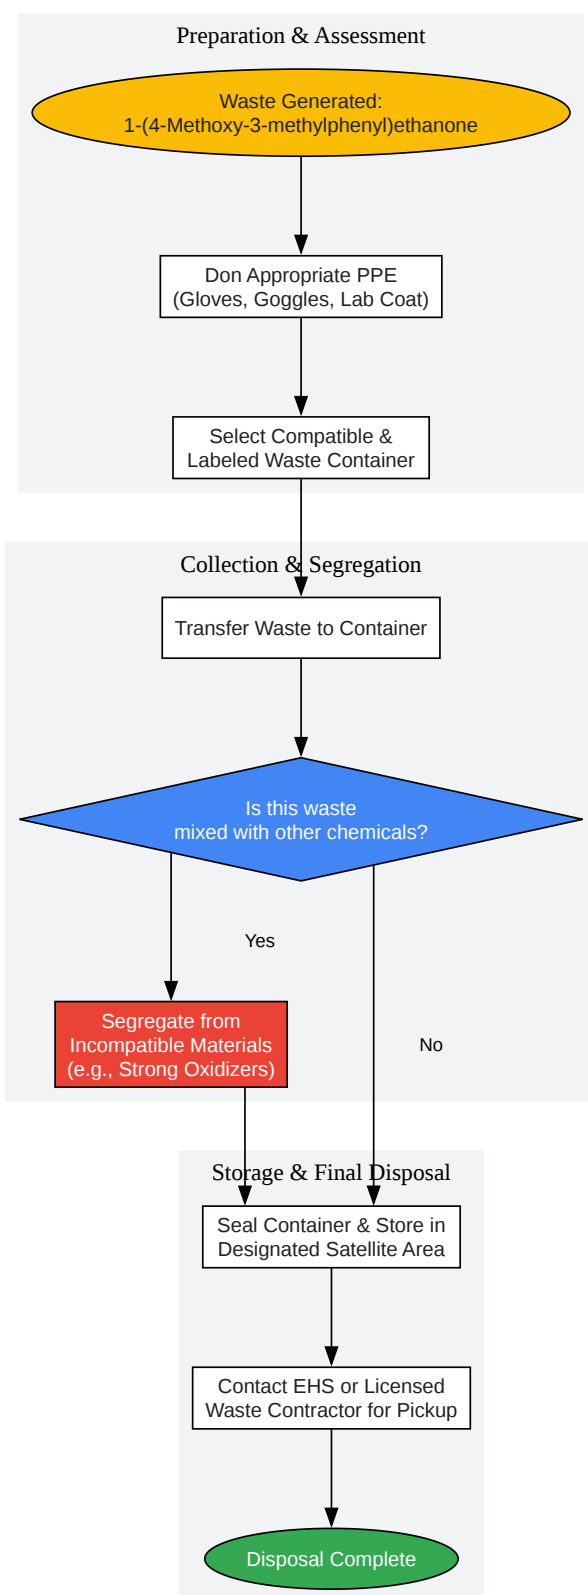 Preparation & Assessment
Waste Generated:
1-(4-Methoxy-3-methylphenyl)ethanone
Don Appropriate PPE
(Gloves, Goggles, Lab Coat)
Select Compatible &
Labeled Waste Container
Collection & Segregation
Transfer Waste to Container
Is this waste
mixed with other chemicals?
Yes
Segregate from
Incompatible Materials
(e.g., Strong Oxidizers)
No
Storage & Final Disposal
Seal Container & Store in
Designated Satellite Area
Contact EHS or Licensed
Waste Contractor for Pickup
Disposal Complete